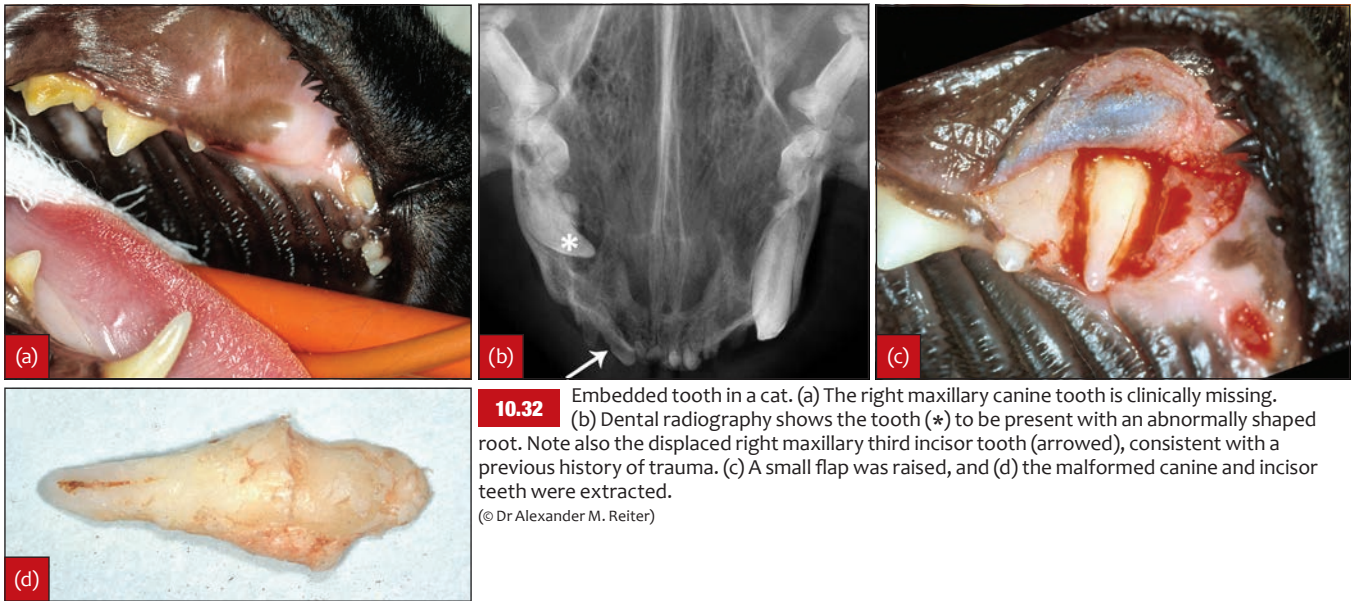 (a)
(b)
*
(c)
(d)
10.32 Embedded tooth in a cat. (a) The right maxillary canine tooth is clinically missing.
(b) Dental radiography shows the tooth (*) to be present with an abnormally shaped
root. Note also the displaced right maxillary third incisor tooth (arrowed), consistent with a
previous history of trauma. (c) A small flap was raised, and (d) the malformed canine and incisor
teeth were extracted.
(© Dr Alexander M. Reiter)